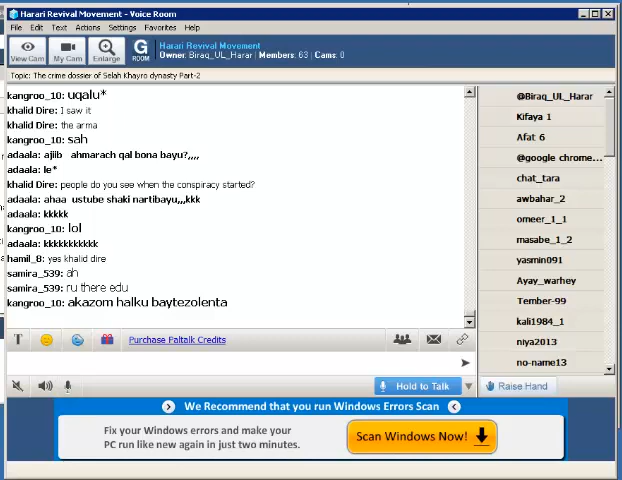 Harari Revival Movement - Voice Room
File Edit Text Actions Settings Favorites Help
View Cam
My Cam
Enlarge
G
ROOM
Harari Revival Movement
Owner: Biraq_UL_Harar | Members: 63 | Cams: 0
Topic: The crime dossier of Selah Khayro dynasty Part-2
kangroo_10: uqalu*
khalid Dire: I saw it
khalid Dire: the arma
kangroo_10: sah
adaala: ajiib ahmarach qal bona bayu?,,,,
adaala: le*
khalid Dire: people do you see when the conspiracy started?
adaala: ahaa ustube shaki nartibayu,,,kkk
adaala: kkkkk
kangroo_10: lol
adaala: kkkkkkkkkkk
hamil_8: yes khalid dire
samira_539: ah
samira_539: ru there edu
kangroo_10: akazom halku baytezolenta
@Biraq_UL_Harar
Kifaya 1
Afat 6
@google chrome...
chat_tara
awbahar_2
omeer_1_1
masabe_1_2
yasmin091
Ayay_warhey
Tember-99
kali1984_1
niya2013
no-name13
T
Purchase Paltalk Credits
Hold to Talk
Raise Hand
We Recommend that you run Windows Errors Scan
Fix your Windows errors and make your
PC run like new again in just two minutes.
Scan Windows Now!